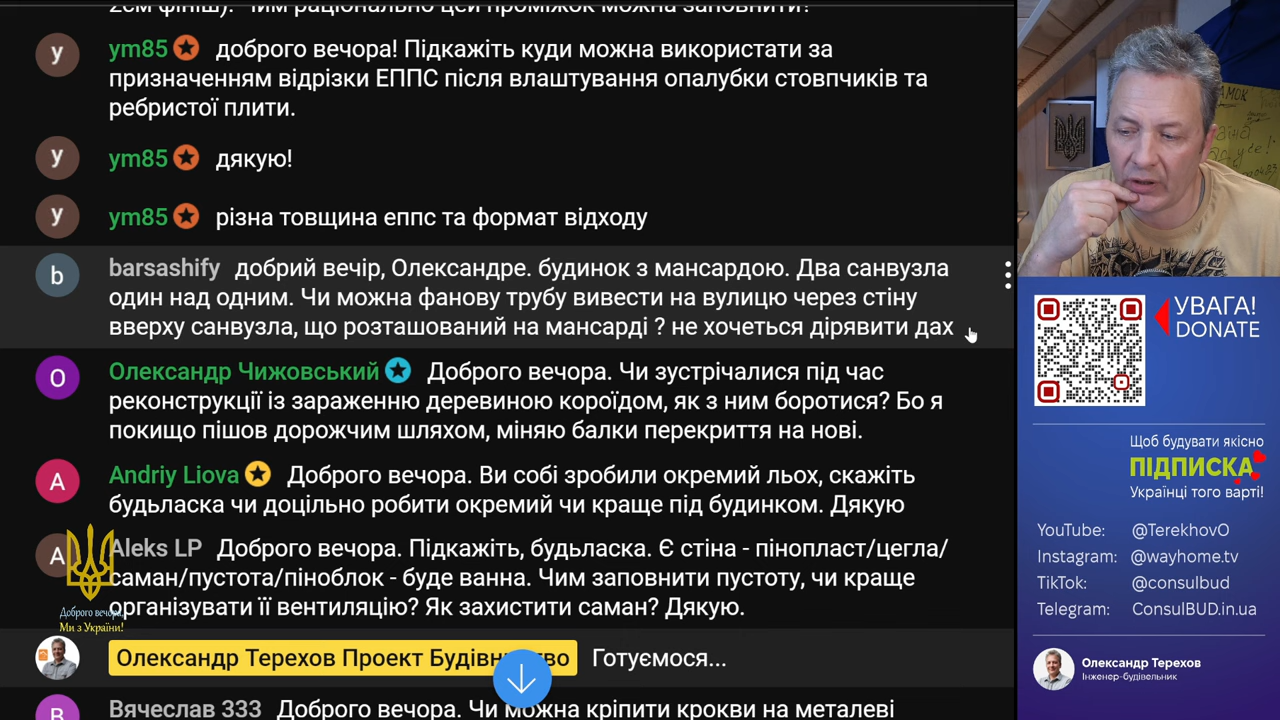 2см фініш). Чим раціонально цей проміжок можна заповнити?
y ym85 доброго вечора! Підкажіть куди можна використати за
призначенням відрізки ЕППС після влаштування опалубки стовпчиків та
ребристої плити.
y ym85 дякую!
y ym85 різна товщина еппс та формат відходу
b barsashify добрий вечір, Олександре. будинок з мансардою. Два санвузла
один над одним. Чи можна фанову трубу вивести на вулицю через стіну
вверху санвузла, що розташований на мансарді ? не хочеться дірявити дах
О Олександр Чижовський Доброго вечора. Чи зустрічалися під час
реконструкції із зараженню деревиною короїдом, як з ним боротися? Бо я
покищо пішов дорожчим шляхом, міняю балки перекриття на нові.
A Andriy Liova Доброго вечора. Ви собі зробили окремий льох, скажіть
будьласка чи доцільно робити окремий чи краще під будинком. Дякую
A Aleks LP Доброго вечора. Підкажіть, будьласка. Є стіна - пінопласт/цегла/
саман/пустота/піноблок - буде ванна. Чим заповнити пустоту, чи краще
організувати її вентиляцію? Як захистити саман? Дякую.
Доброго вечора,
Ми з України!
Олександр Терехов Проект Будівництво Готуємося...
В Вячеслав 333 Доброго вечора. Чи можна кріпити крокви на металеві
УВАГА!
DONATE
Щоб будувати якісно
ПІДПИСКА
Українці того варті!
YouTube: @TerekhovO
Instagram: @wayhome.tv
TikTok: @consulbud
Telegram: ConsulBUD.in.ua
Олександр Терехов
Інженер-будівельник